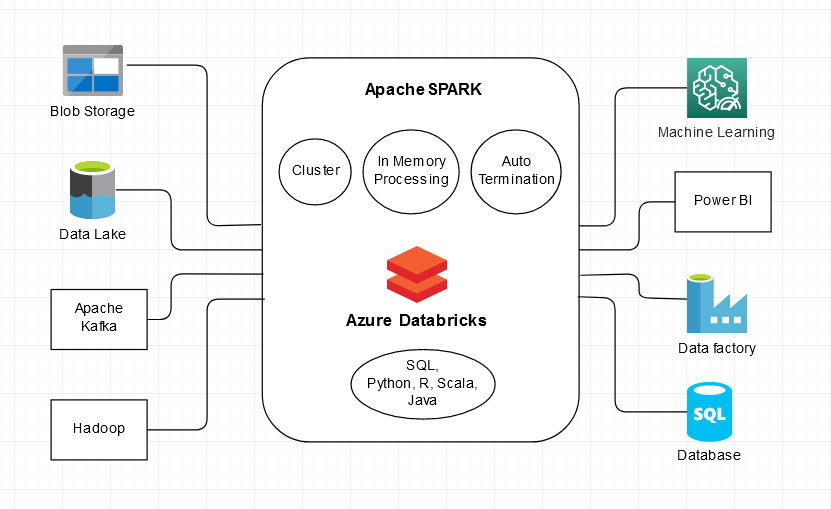 Apache SPARK
Blob Storage
Machine Learning
Cluster
In Memory
Processing
Auto
Termination
Power BI
Data Lake
Apache
Kafka
Azure Databricks
Data factory
SQL,
Python, R, Scala,
Java
Hadoop
SQL
Database